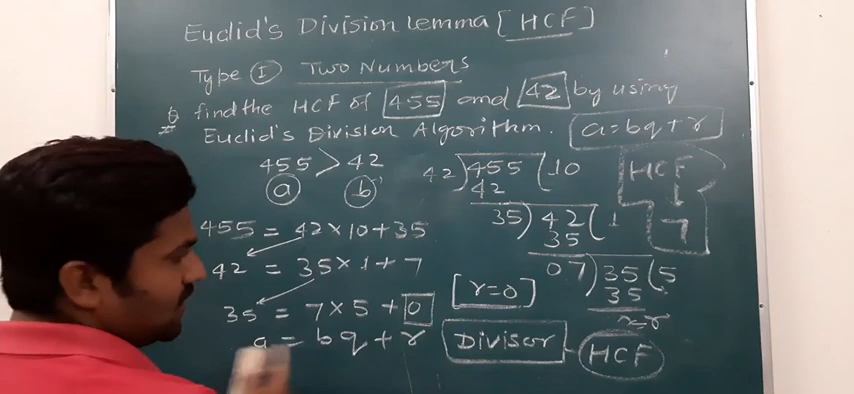 Euclid's Division Lemma [HCF]
Type I Two Numbers
Q find the HCF of 455 and 42 by using
Euclid's Division Algorithm. a = bq + r
455 > 42
a b
455 = 42 × 10 + 35
42 = 35 × 1 + 7
35 = 7 × 5 + 0
a = bq + r
42) 455 (10
42
35) 42 (1
35
07) 35 (5
35
[r=0]
Divisor - HCF
HCF
↓
7